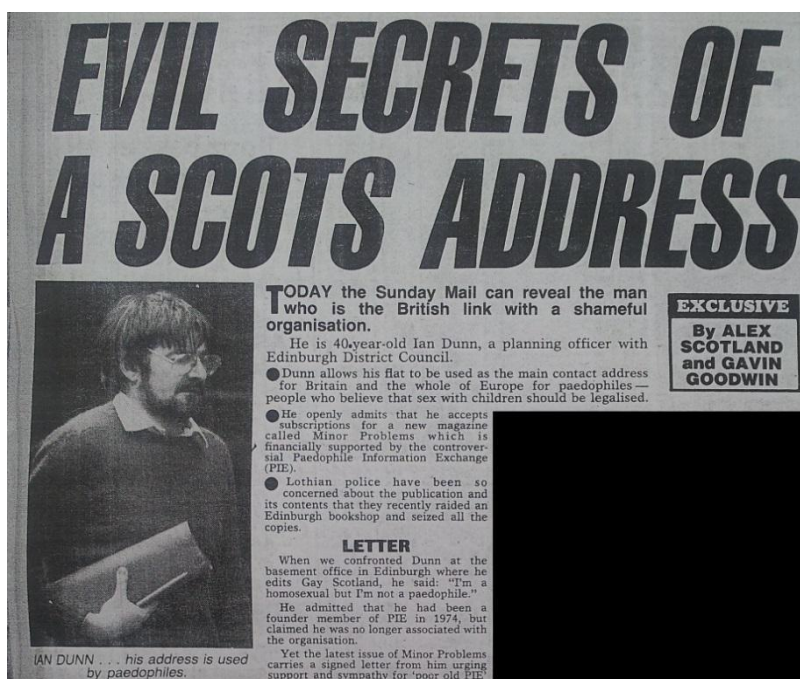 EVIL SECRETS OF
A SCOTS ADDRESS
TODAY the Sunday Mail can reveal the man
who is the British link with a shameful
organisation.
He is 40-year-old Ian Dunn, a planning officer with
Edinburgh District Council.
●Dunn allows his flat to be used as the main contact address
for Britain and the whole of Europe for paedophiles—
people who believe that sex with children should be legalised.
●He openly admits that he accepts
subscriptions for a new magazine
called Minor Problems which is
financially supported by the controver-
sial Paedophile Information Exchange
(PIE).
● Lothian police have been so
concerned about the publication and
its contents that they recently raided an
Edinburgh bookshop and seized all the
copies.
LETTER
When we confronted Dunn at the
basement office in Edinburgh where he
edits Gay Scotland, he said: "I'm a
homosexual but I'm not a paedophile."
He admitted that he had been a
founder member of PIE in 1974, but
claimed he was no longer associated with
the organisation.
Yet the latest issue of Minor Problems
carries a signed letter from him urging
support and sympathy for 'poor old PIE'
EXCLUSIVE
By ALEX
SCOTLAND
and GAVIN
GOODWIN
IAN DUNN . . . his address is used
by paedophiles.